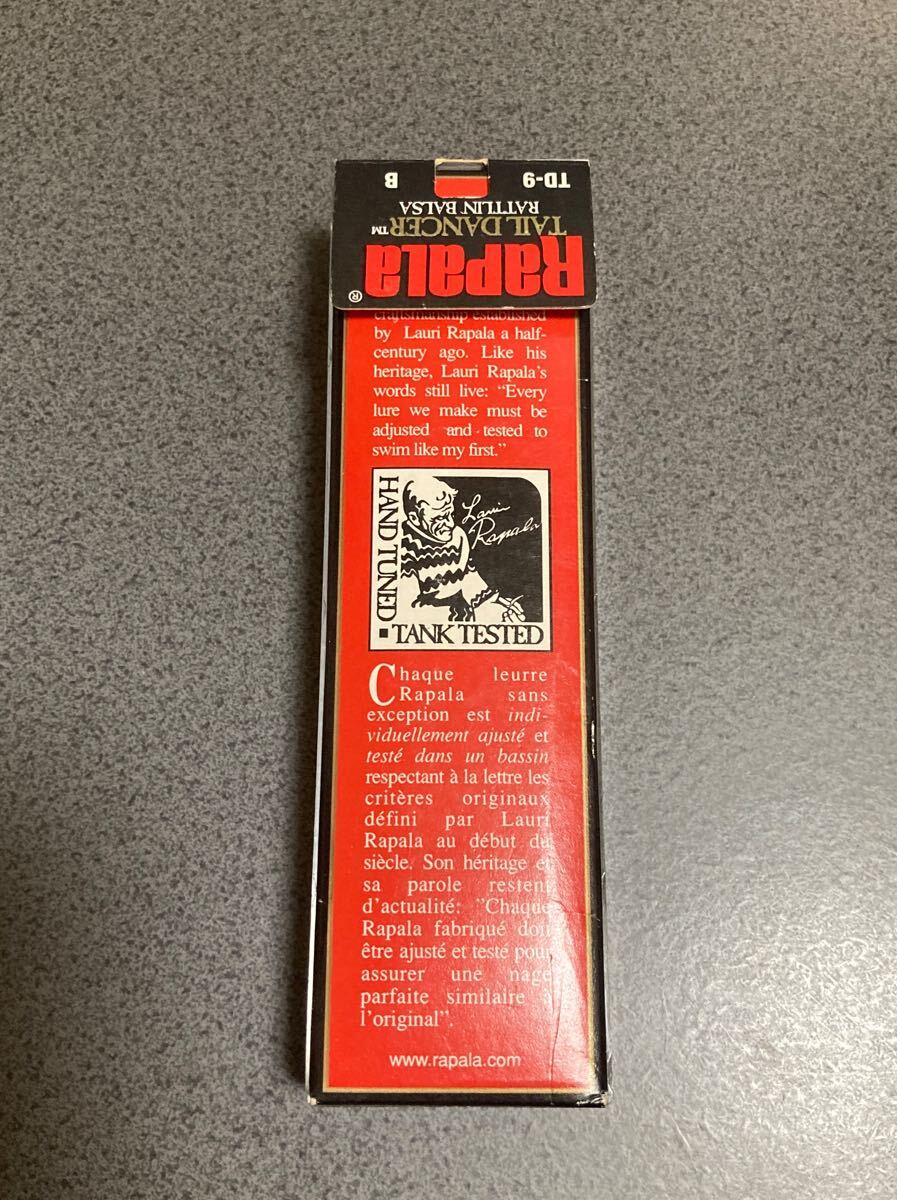 TD-9 B
RATTLIN BALSA
TAIL DANCER™
Rapala®
craftsmanship established
by Lauri Rapala a half-
century ago. Like his
heritage, Lauri Rapala's
words still live: “Every
lure we make must be
adjusted and tested to
swim like my first.”
Lauri
Rapala
HAND TUNED ▪
TANK TESTED
Chaque leurre
Rapala sans
exception est indi-
viduellement ajusté et
testé dans un bassin
respectant à la lettre les
critères originaux
défini par Lauri
Rapala au début du
siècle. Son héritage et
sa parole restent
d'actualité: ”Chaque
Rapala fabriqué doit
être ajusté et testé pour
assurer une nage
parfaite similaire à
l'original”.
www.rapala.com